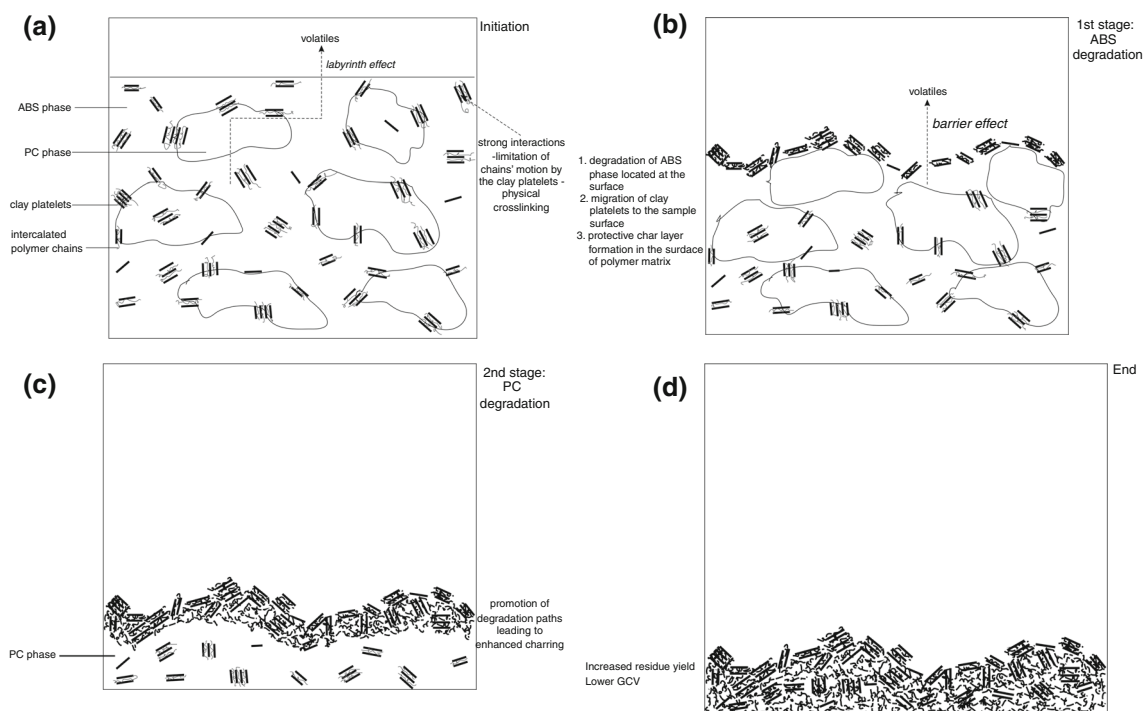 (a)
Initiation
volatiles
labyrinth effect
ABS phase
PC phase
clay platelets
intercalated
polymer chains
strong interactions
-limitation of
chains' motion by
the clay platelets -
physical
crosslinking
(b)
1st stage:
ABS
degradation
volatiles
barrier effect
1. degradation of ABS
phase located at the
surface
2. migration of clay
platelets to the sample
surface
3. protective char layer
formation in the surdace
of polymer matrix
(c)
2nd stage:
PC
degradation
promotion of
degradation paths
leading to
enhanced charring
PC phase
(d)
End
Increased residue yield
Lower GCV